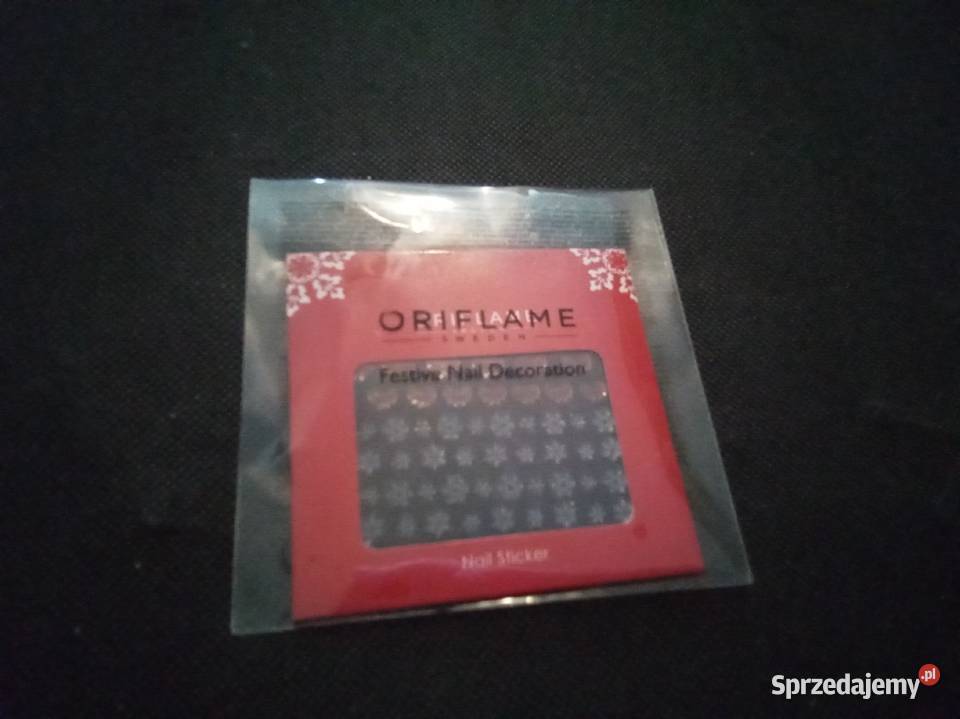 ORIFLAME
SWEDEN
Festive Nail Decoration
Nail Sticker
Sprzedajemy.pl